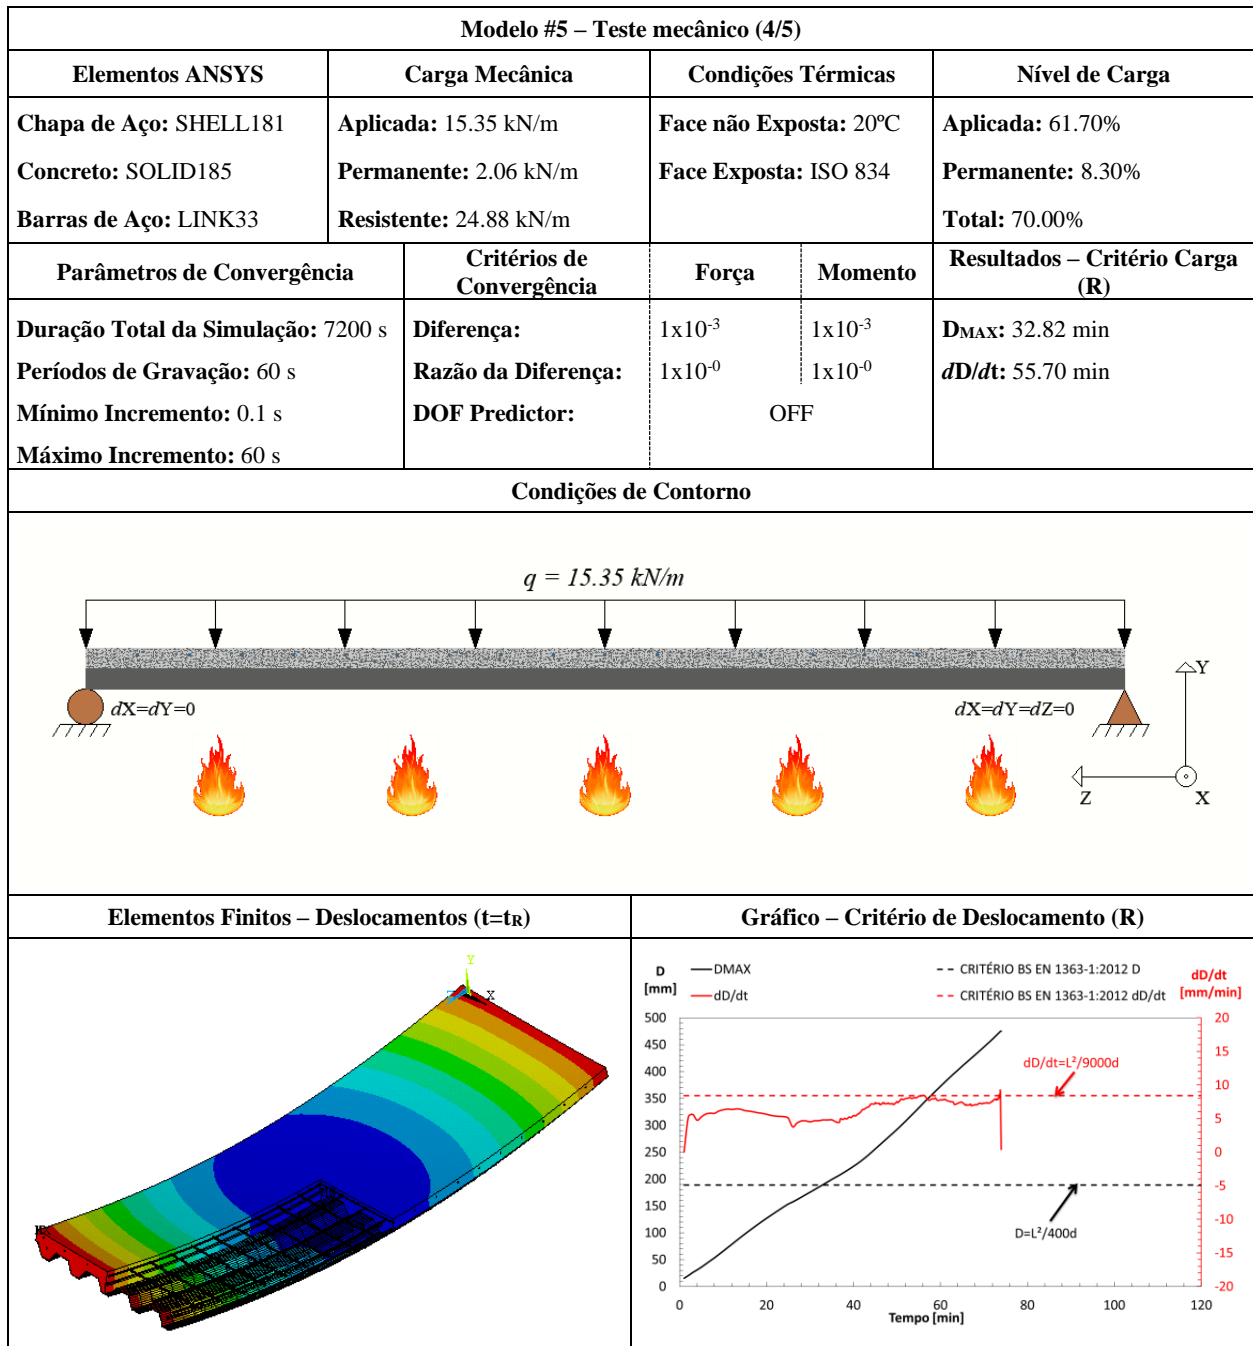 Modelo #5 – Teste mecânico (4/5)
Elementos ANSYS
Carga Mecânica
Condições Térmicas
Nível de Carga
Chapa de Aço: SHELL181
Concreto: SOLID185
Barras de Aço: LINK33
Aplicada: 15.35 kN/m
Permanente: 2.06 kN/m
Resistente: 24.88 kN/m
Face não Exposta: 20ºC
Face Exposta: ISO 834
Aplicada: 61.70%
Permanente: 8.30%
Total: 70.00%
Parâmetros de Convergência
Critérios de
Convergência
Força
Momento
Resultados – Critério Carga
(R)
Duração Total da Simulação: 7200 s
Períodos de Gravação: 60 s
Mínimo Incremento: 0.1 s
Máximo Incremento: 60 s
Diferença: 1x10⁻³ 1x10⁻³
Razão da Diferença: 1x10⁻⁰ 1x10⁻⁰
DOF Predictor: OFF
DMAX: 32.82 min
dD/dt: 55.70 min
Condições de Contorno
q = 15.35 kN/m
dX=dY=0
dX=dY=dZ=0
Y
Z
X
Elementos Finitos – Deslocamentos (t=tR)
Gráfico – Critério de Deslocamento (R)
Y
X
D
[mm]
DMAX
dD/dt
CRITÉRIO BS EN 1363-1:2012 D
CRITÉRIO BS EN 1363-1:2012 dD/dt
dD/dt
[mm/min]
500
450
400
350
300
250
200
150
100
50
0
20
15
10
5
0
-5
-10
-15
-20
dD/dt=L²/9000d
D=L²/400d
0 20 40 60 80 100 120
Tempo [min]